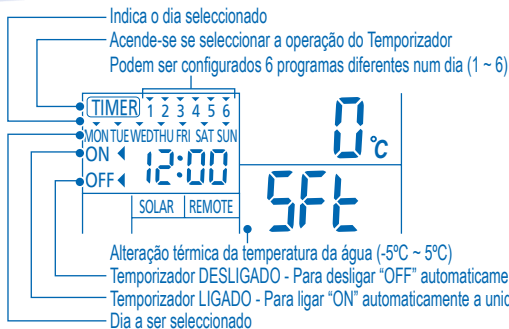 Indica o dia seleccionado
Acende-se se seleccionar a operação do Temporizador
Podem ser configurados 6 programas diferentes num dia (1 ~ 6)
TIMER 1 2 3 4 5 6
MON TUE WED THU FRI SAT SUN
ON
12:00
OFF
0 °C
SOLAR REMOTE
SFt
Alteração térmica da temperatura da água (-5ºC ~ 5ºC)
Temporizador DESLIGADO - Para desligar “OFF” automaticame
Temporizador LIGADO - Para ligar “ON” automaticamente a unid
Dia a ser seleccionado